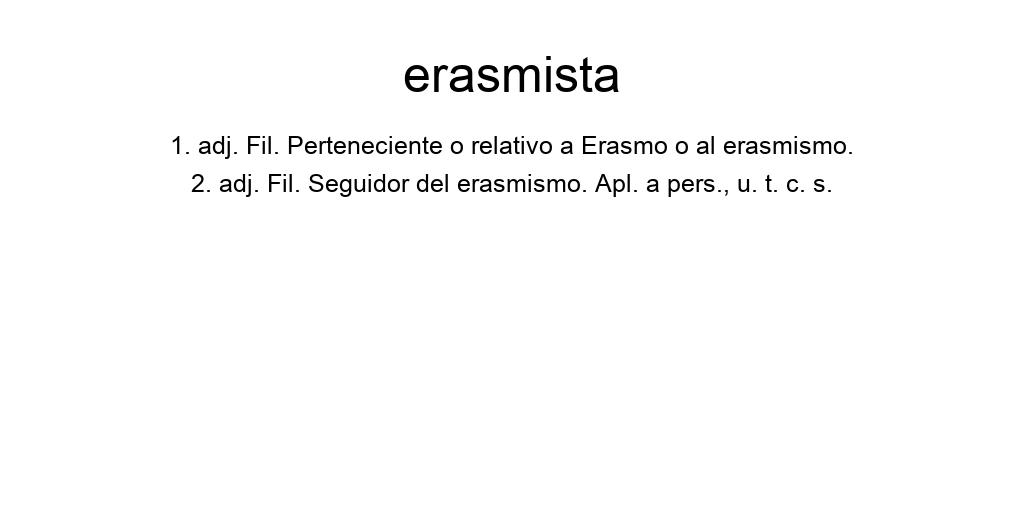 erasmista
1. adj. Fil. Perteneciente o relativo a Erasmo o al erasmismo.
2. adj. Fil. Seguidor del erasmismo. Apl. a pers., u. t. c. s.